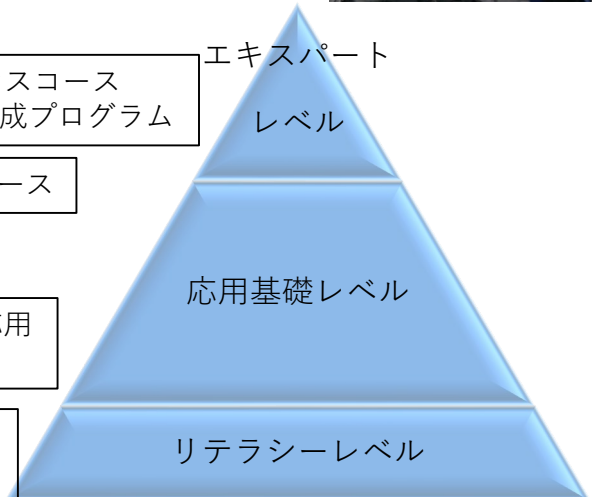 エキスパート
レベル
スコース
成プログラム
ース
応用基礎レベル
用
リテラシーレベル